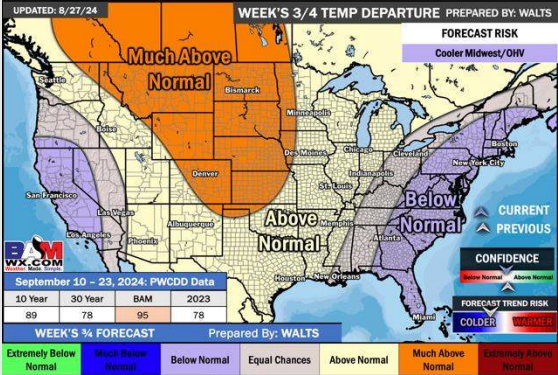 UPDATED: 8/27/24
WEEK'S 3/4 TEMP DEPARTURE PREPARED BY: WALTS
FORECAST RISK
Cooler Midwest/OHV
Much Above
Normal
Seattle
Bismarck
Minneapolis
Boise
Boston
Des Moines
Chicago
Cleveland
New York City
Denver
Indianapolis
San Francisco
St. Louis
Las Vegas
Below
Normal
Above
Normal
Los Angeles
Albuquerque
Memphis
Atlanta
Phoenix
Houston
New Orleans
Miami
CURRENT
PREVIOUS
BAM
WX.COM
Weather. Made. Simple.
CONFIDENCE
Below Normal Above Normal
FORECAST TREND RISK
COLDER WARMER
September 10 – 23, 2024: PWCDD Data
10 Year 30 Year BAM 2023
89 78 95 78
WEEK'S ¾ FORECAST Prepared By: WALTS
Extremely Below Normal
Much Below Normal
Below Normal
Equal Chances
Above Normal
Much Above Normal
Extremely Above Normal